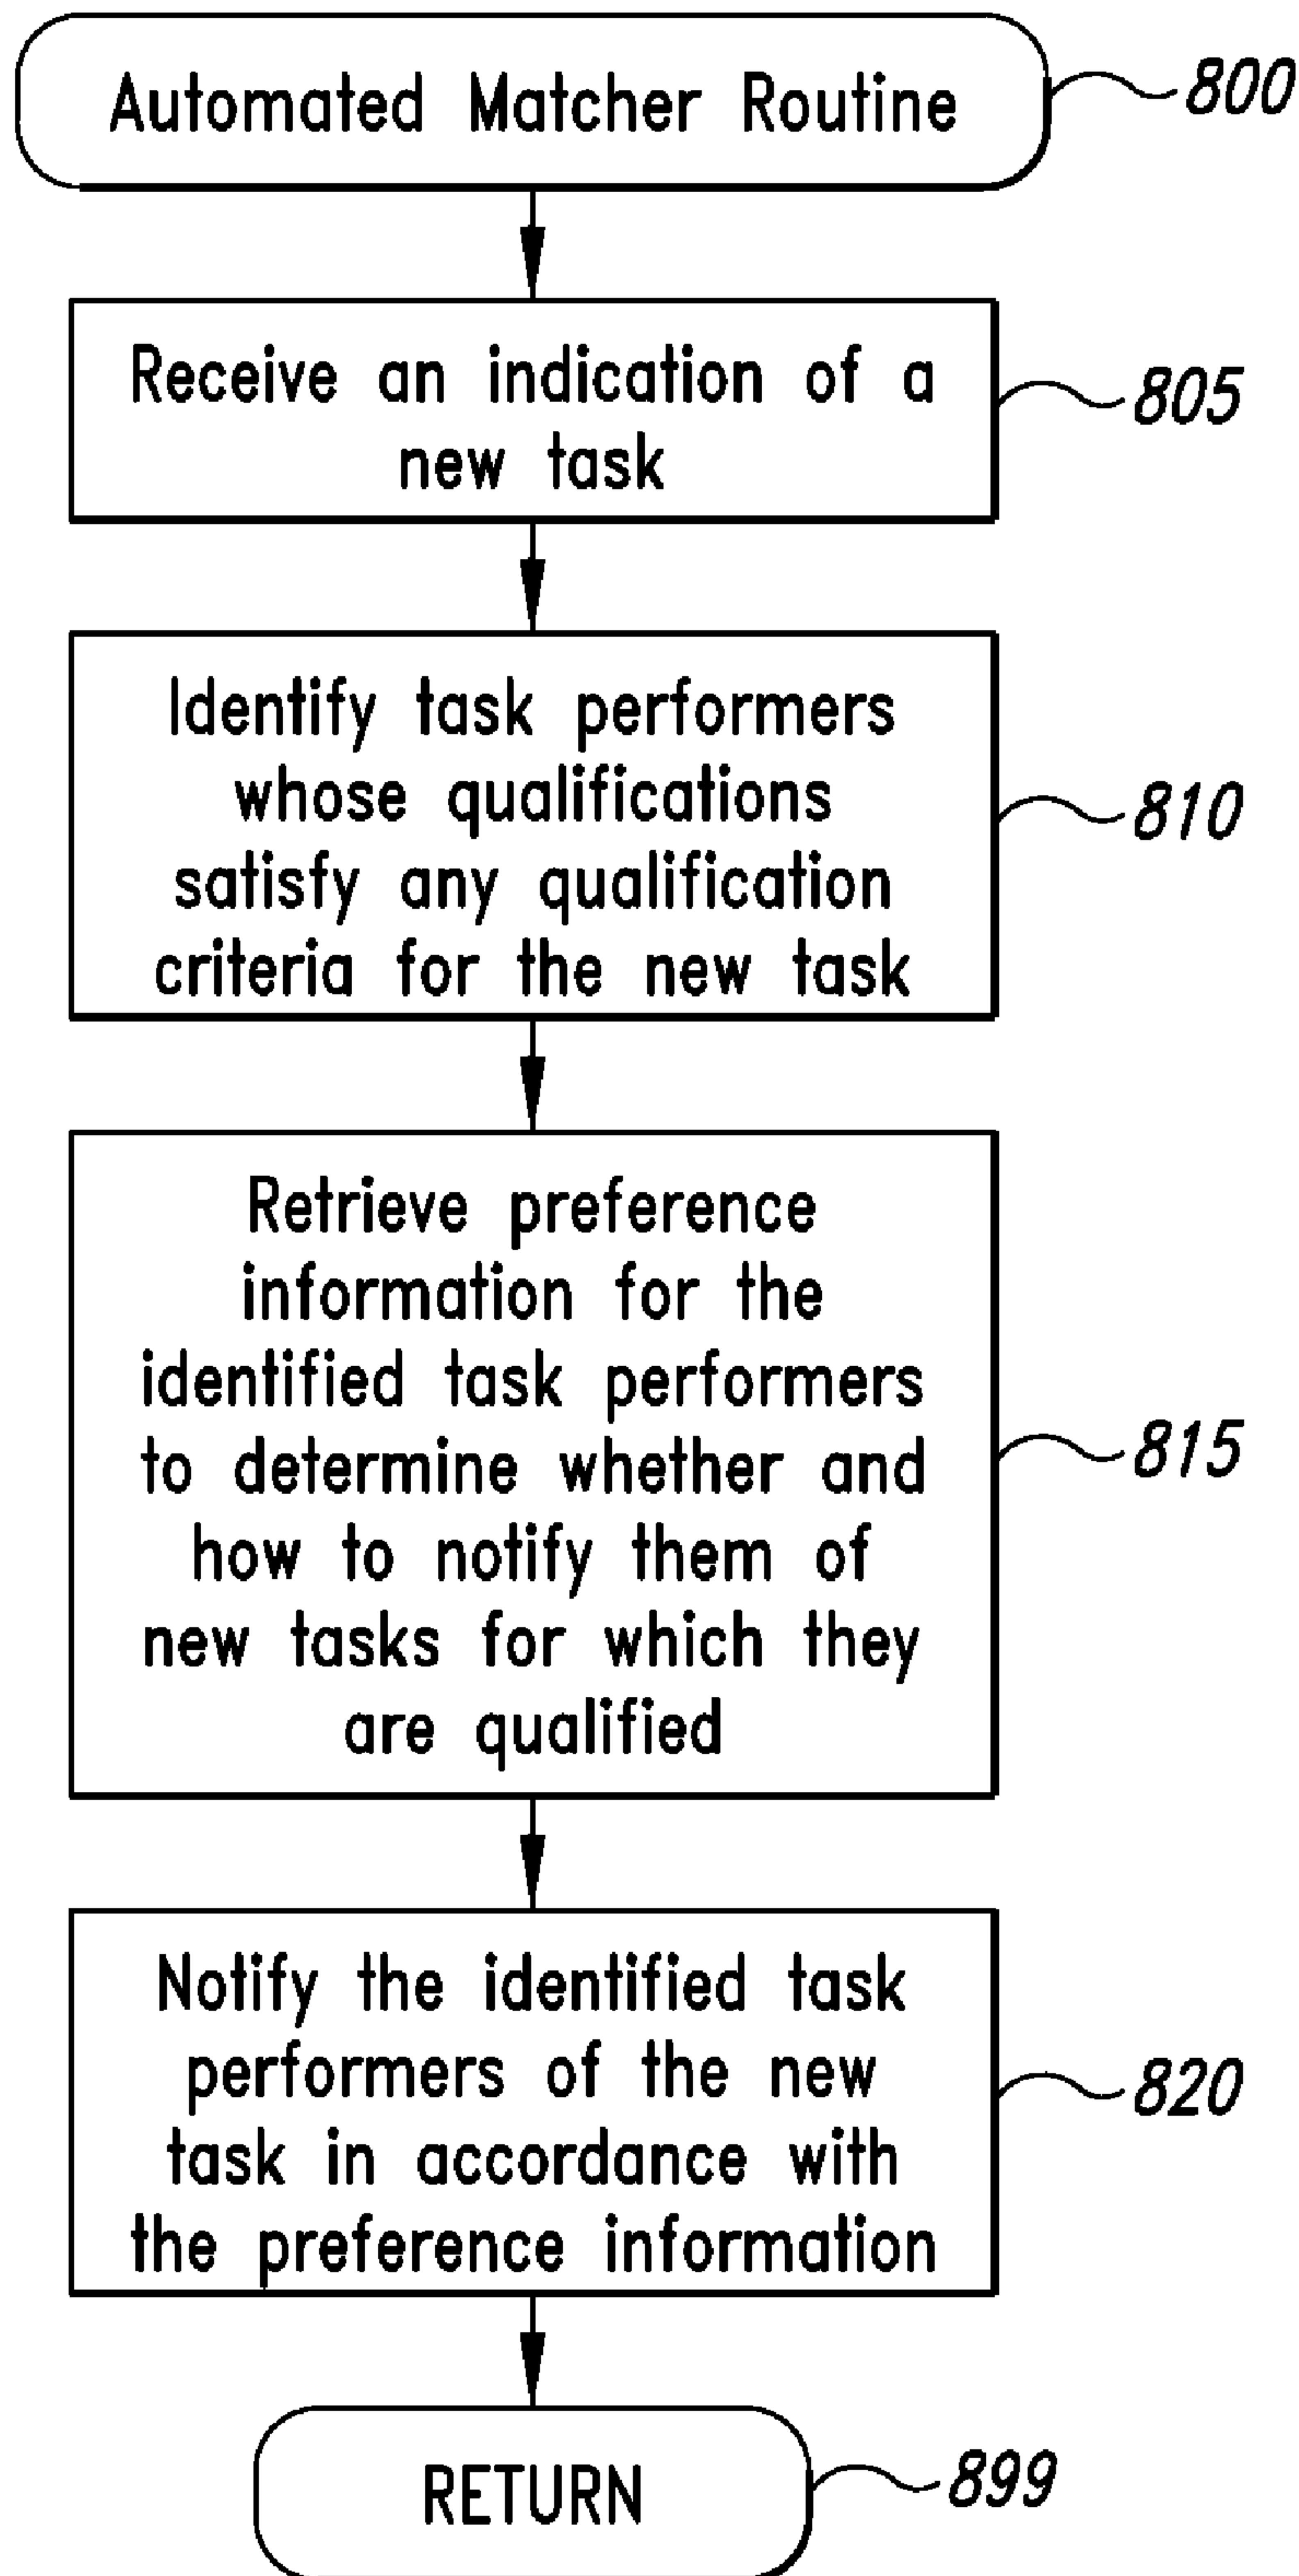 Automated Matcher Routine
800
Receive an indication of a
new task
805
Identify task performers
whose qualifications
satisfy any qualification
criteria for the new task
810
Retrieve preference
information for the
identified task performers
to determine whether and
how to notify them of
new tasks for which they
are qualified
815
Notify the identified task
performers of the new
task in accordance with
the preference information
820
RETURN
899